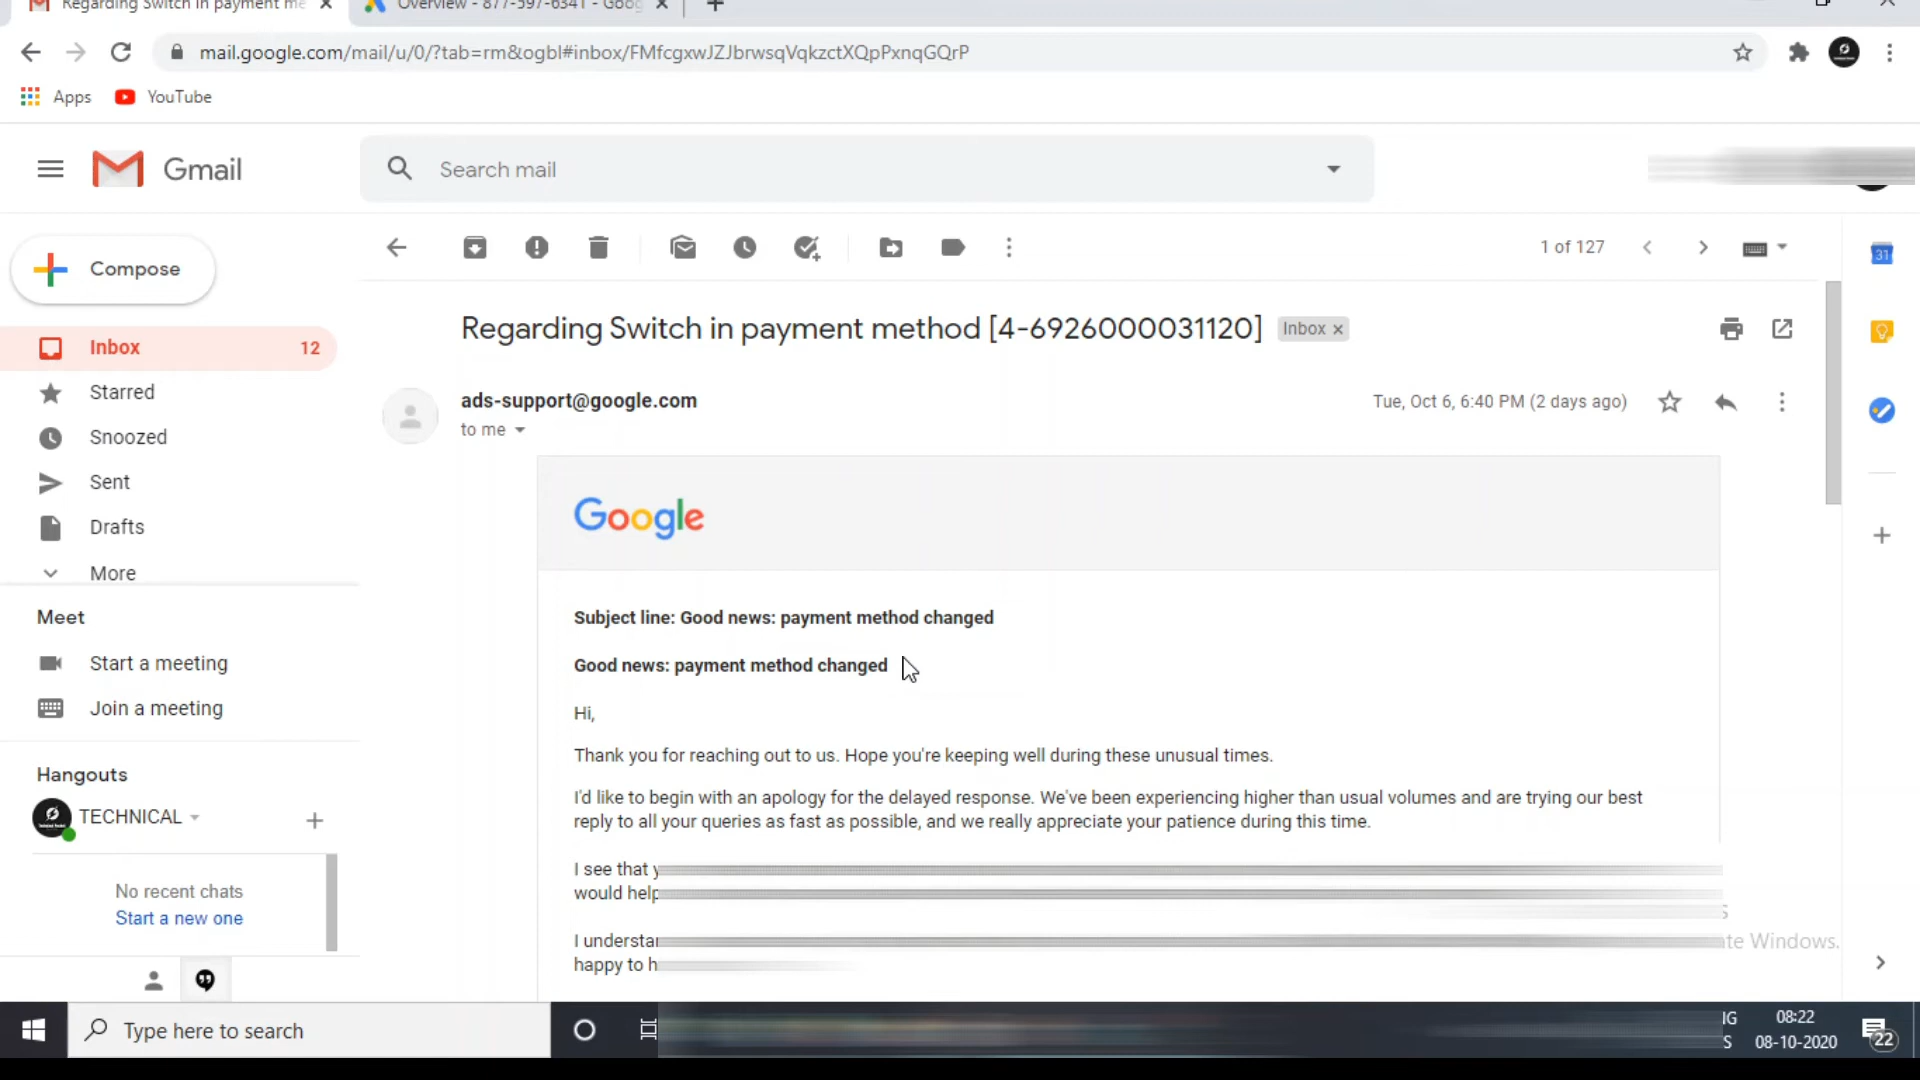 Regarding Switch in payment me
Overview - 877-597-6341 - Goog
mail.google.com/mail/u/0/?tab=rm&ogbl#inbox/FMfcgxwJZJbrwsqVqkzctXQpPxnqGQrP
Apps
YouTube
Gmail
Search mail
Compose
1 of 127
31
Regarding Switch in payment method [4-6926000031120]
Inbox x
Inbox 12
Starred
Snoozed
Sent
Drafts
More
ads-support@google.com
Tue, Oct 6, 6:40 PM (2 days ago)
to me
Google
Subject line: Good news: payment method changed
Good news: payment method changed
Hi,
Thank you for reaching out to us. Hope you're keeping well during these unusual times.
I'd like to begin with an apology for the delayed response. We've been experiencing higher than usual volumes and are trying our best
reply to all your queries as fast as possible, and we really appreciate your patience during this time.
I see that
would help
I
happy to
te Windows.
Meet
Start a meeting
Join a meeting
Hangouts
TECHNICAL
No recent chats
Start a new one
Type here to search
08:22
08-10-2020
22